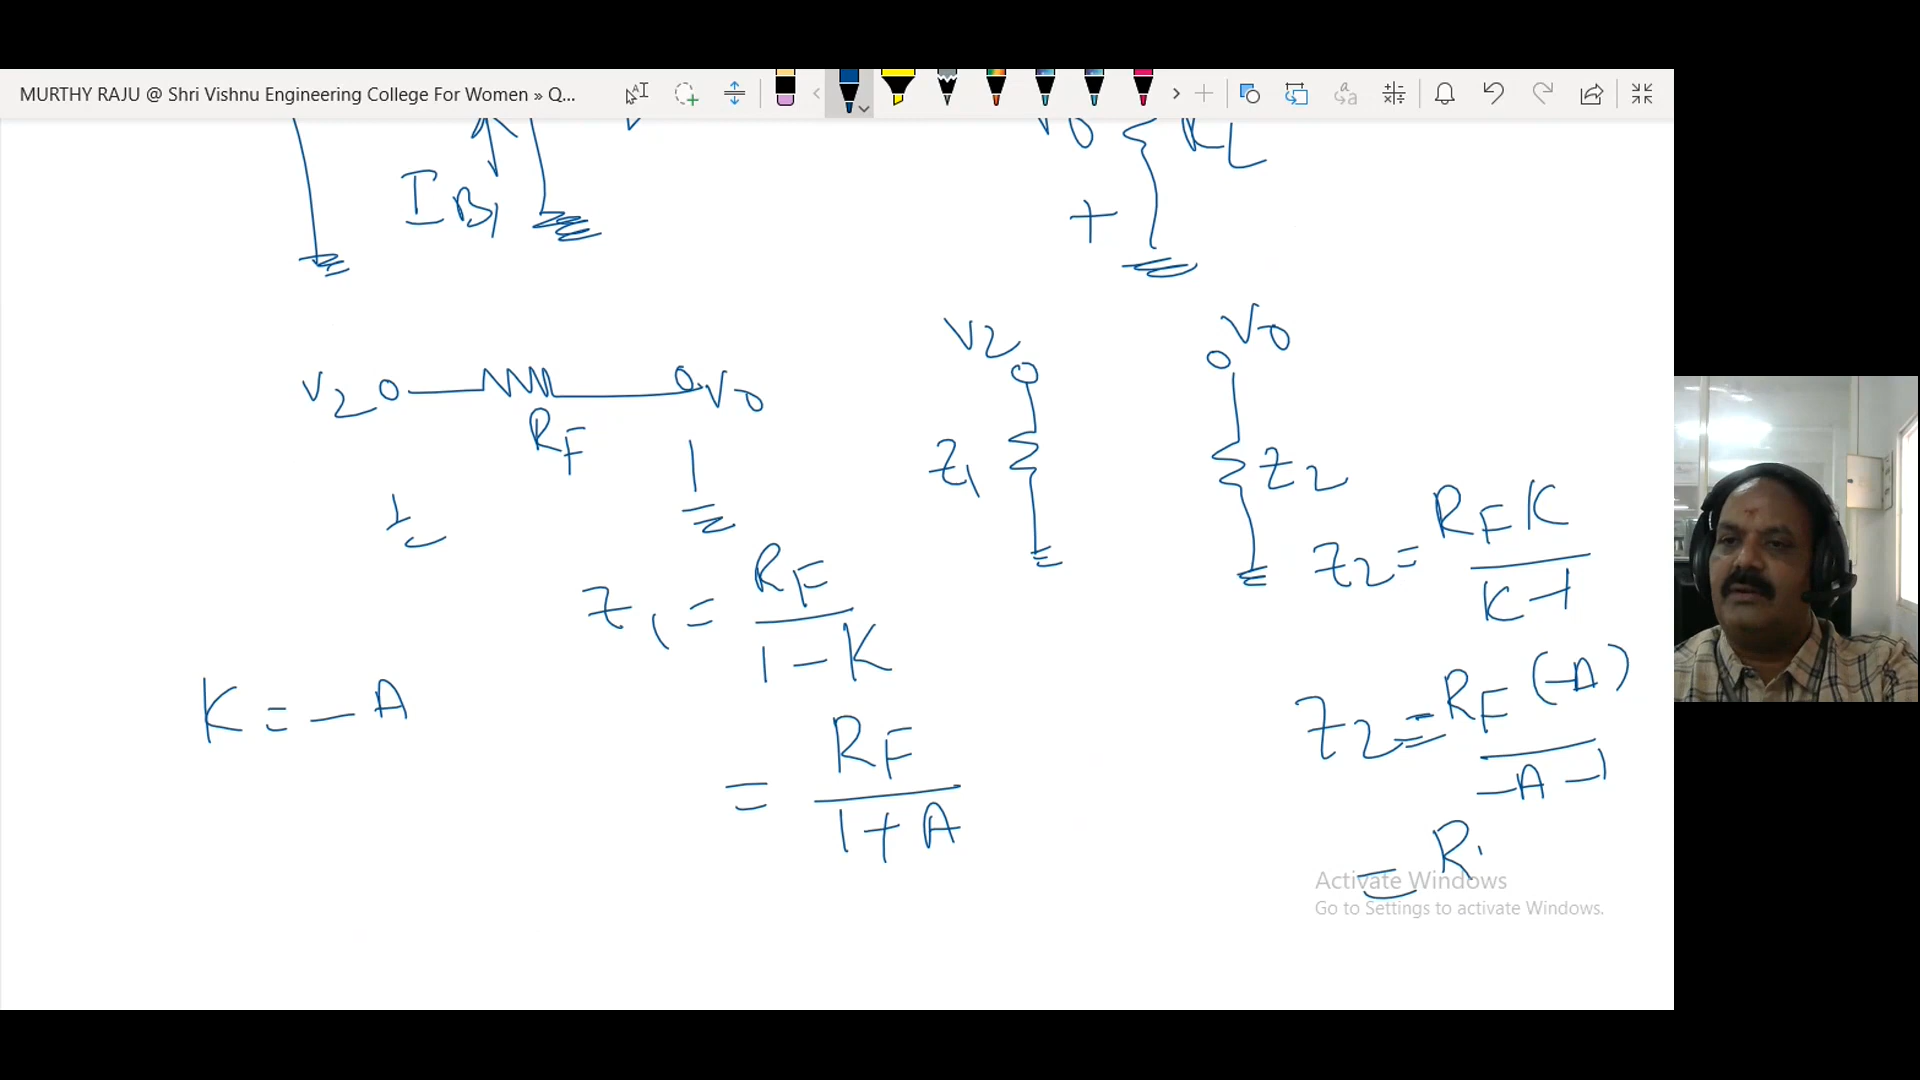 MURTHY RAJU @ Shri Vishnu Engineering College For Women » Q...
V0
RL
IB1
+
V2
V0
V2
V0
RF
Z1
Z2
Z2 = RF K / K-1
Z1 = RF / 1-K
K = -A
= RF / 1+A
Z2 = RF (-A) / -A-1
= R
Activate Windows
Go to Settings to activate Windows.